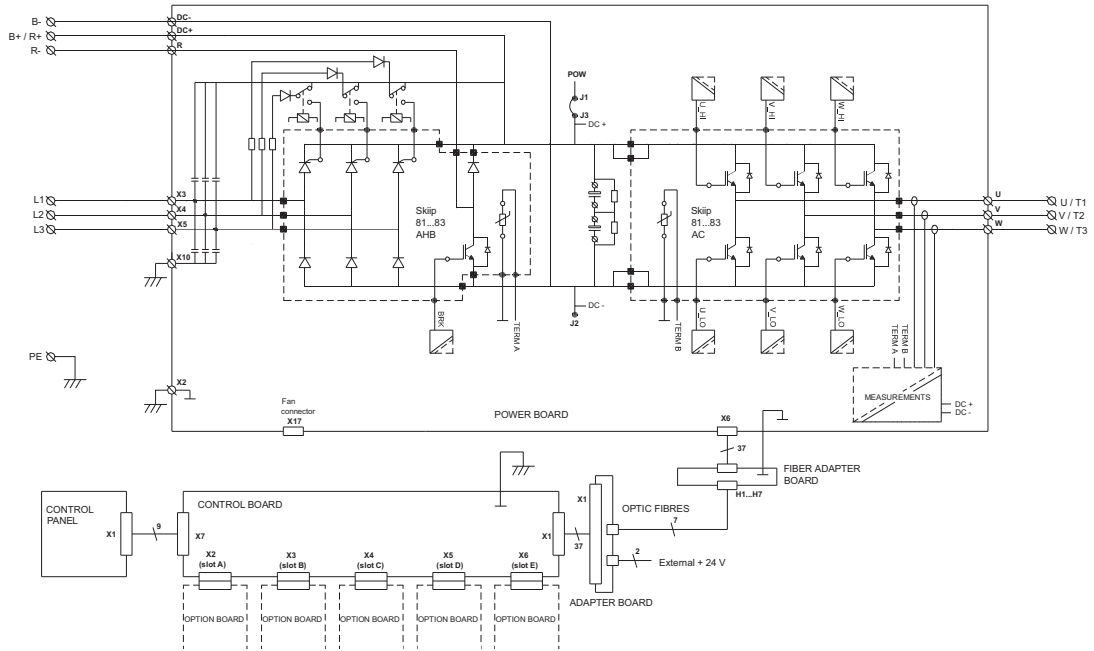 B-
B+ / R+
R-
DC-
DC+
R
POW
J1
J3
DC +
U_HI
V_HI
W_HI
L1
L2
L3
X3
X4
X5
X10
Skiip
81...83
AHB
Skiip
81...83
AC
U
V
W
U / T1
V / T2
W / T3
BRK
TERM A
DC -
J2
TERM B
U_LO
V_LO
W_LO
TERM A
TERM B
MEASUREMENTS
DC +
DC -
PE
X2
Fan
connector
X17
POWER BOARD
X6
37
FIBER ADAPTER
BOARD
H1...H7
CONTROL
PANEL
X1
9
X7
CONTROL BOARD
X1
37
X1
OPTIC FIBRES
7
2
External + 24 V
ADAPTER BOARD
X2
(slot A)
X3
(slot B)
X4
(slot C)
X5
(slot D)
X6
(slot E)
OPTION BOARD
OPTION BOARD
OPTION BOARD
OPTION BOARD
OPTION BOARD